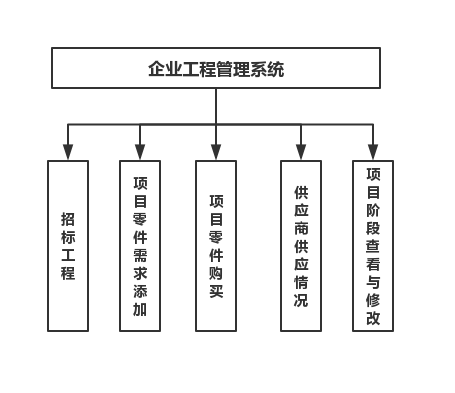 企业工程管理系统
招标工程
项目零件需求添加
项目零件购买
供应商供应情况
项目阶段查看与修改